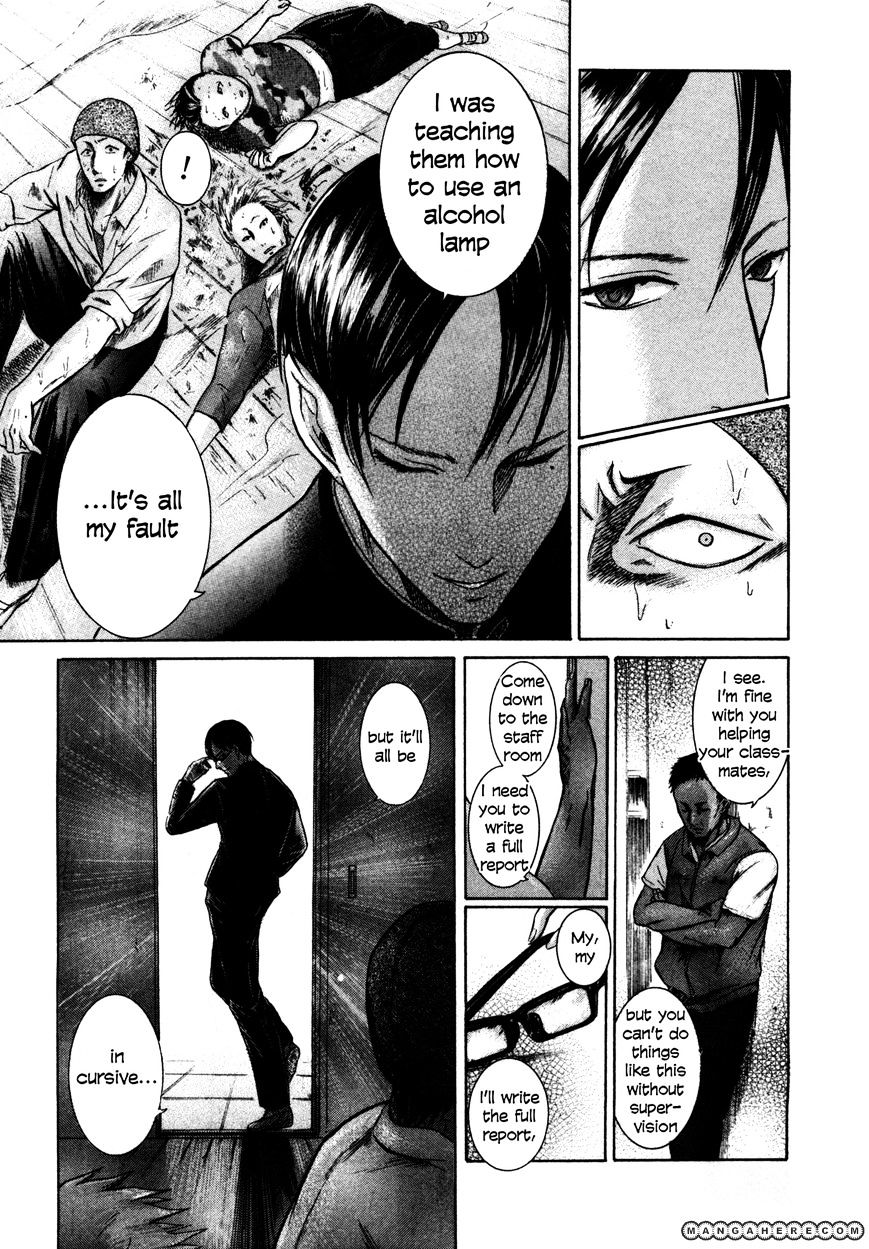 I was
teaching
them how
to use an
alcohol
lamp
!
...It's all
my fault
I see.
I'm fine
with you
helping
your class-
mates,
but you
can't do
things
like this
without
super-
vision
Come
down
to the
staff
room
I need
you to
write
a full
report
My,
my
I'll write
the full
report,
but it'll
all be
in
cursive...
MANGAHERE.COM